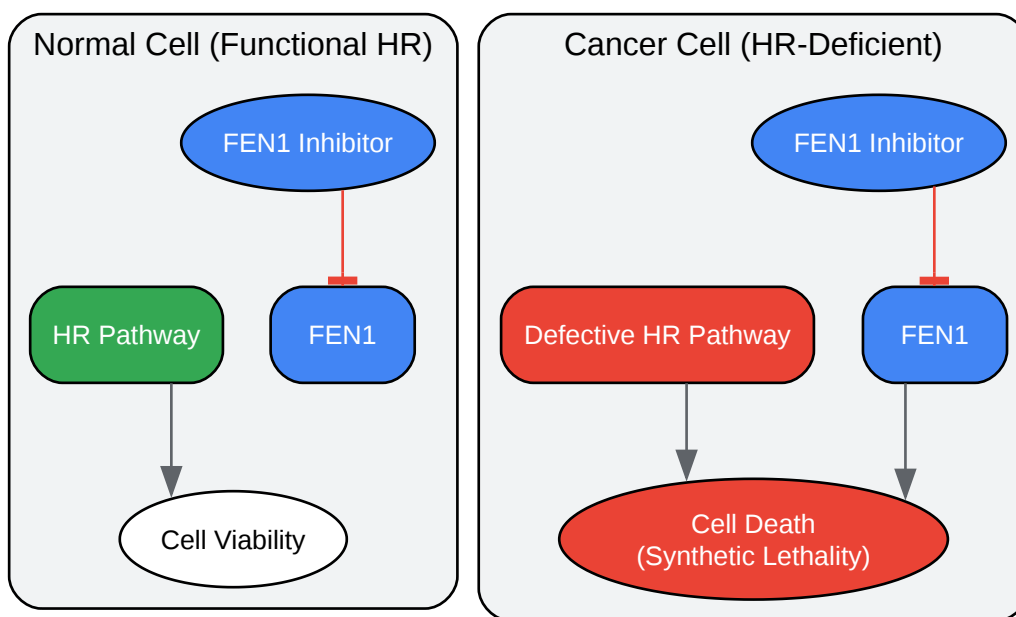 Normal Cell (Functional HR)
FEN1 Inhibitor
HR Pathway
FEN1
Cell Viability
Cancer Cell (HR-Deficient)
FEN1 Inhibitor
Defective HR Pathway
FEN1
Cell Death
(Synthetic Lethality)